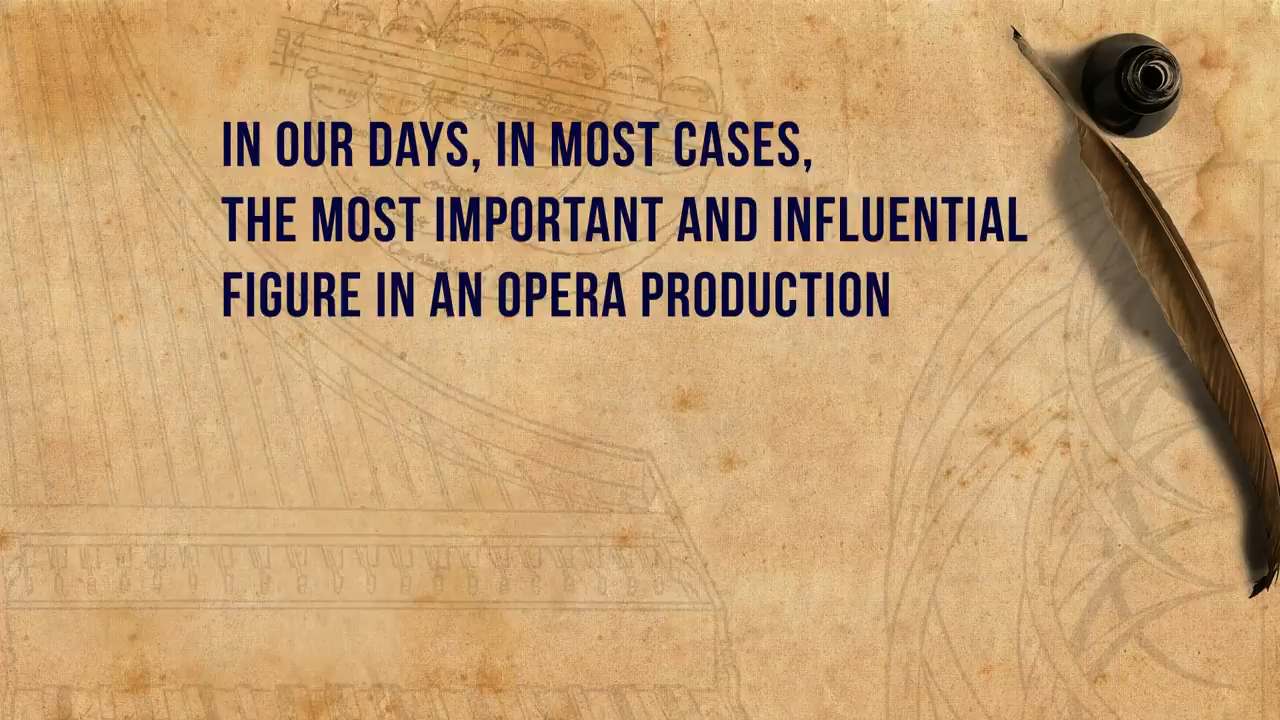 IN OUR DAYS, IN MOST CASES,
THE MOST IMPORTANT AND INFLUENTIAL
FIGURE IN AN OPERA PRODUCTION